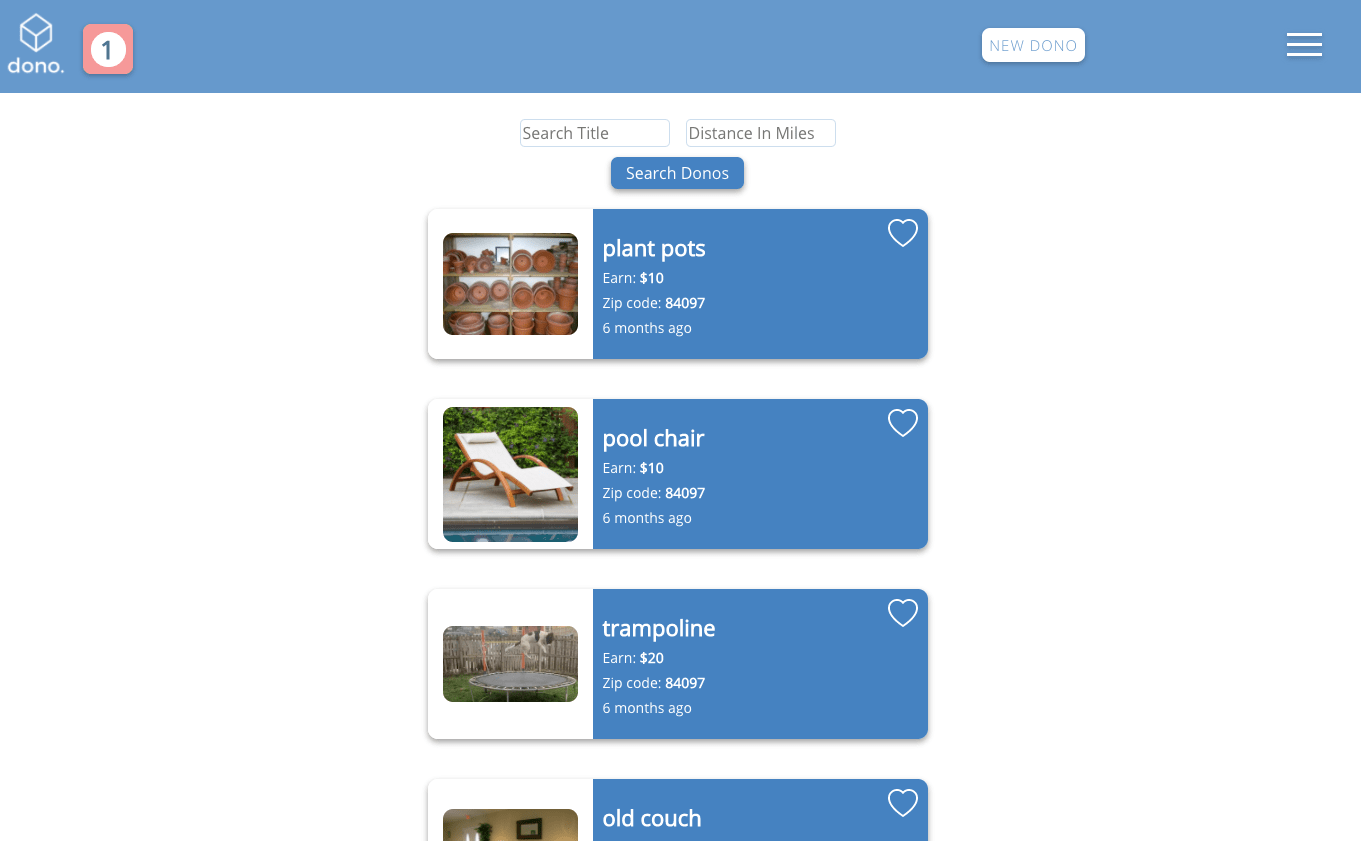 dono.
1
NEW DONO
Search Title
Distance In Miles
Search Donos
plant pots
Earn: $10
Zip code: 84097
6 months ago
pool chair
Earn: $10
Zip code: 84097
6 months ago
trampoline
Earn: $20
Zip code: 84097
6 months ago
old couch